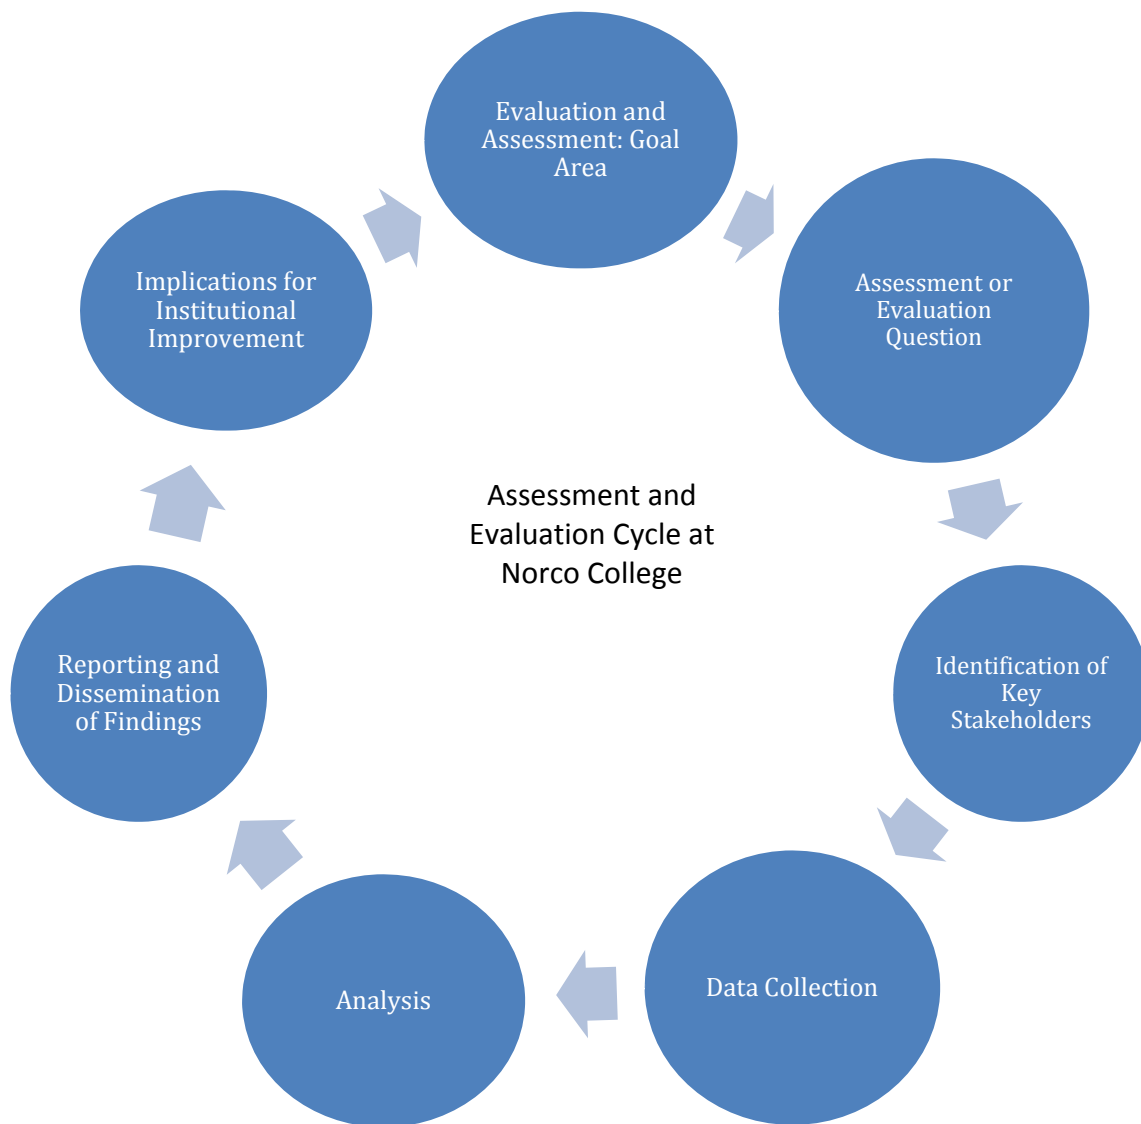 Evaluation and
Assessment: Goal
Area
Assessment or
Evaluation
Question
Identification of
Key
Stakeholders
Data Collection
Analysis
Reporting and
Dissemination
of Findings
Implications for
Institutional
Improvement
Assessment and
Evaluation Cycle at
Norco College